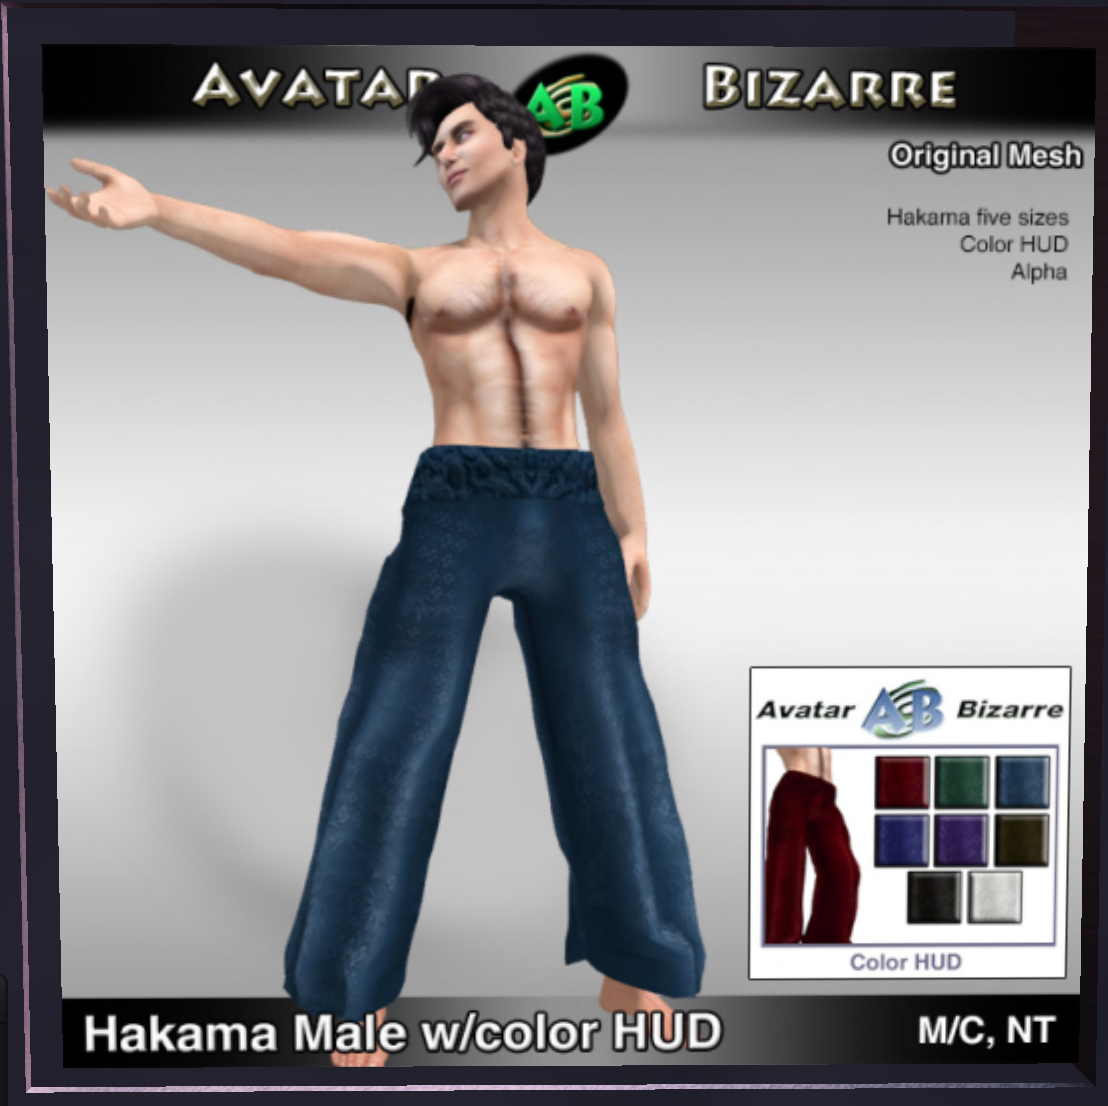 AVATAR AB BIZARRE
Original Mesh
Hakama five sizes
Color HUD
Alpha
Avatar AB Bizarre
Color HUD
Hakama Male w/color HUD
M/C, NT